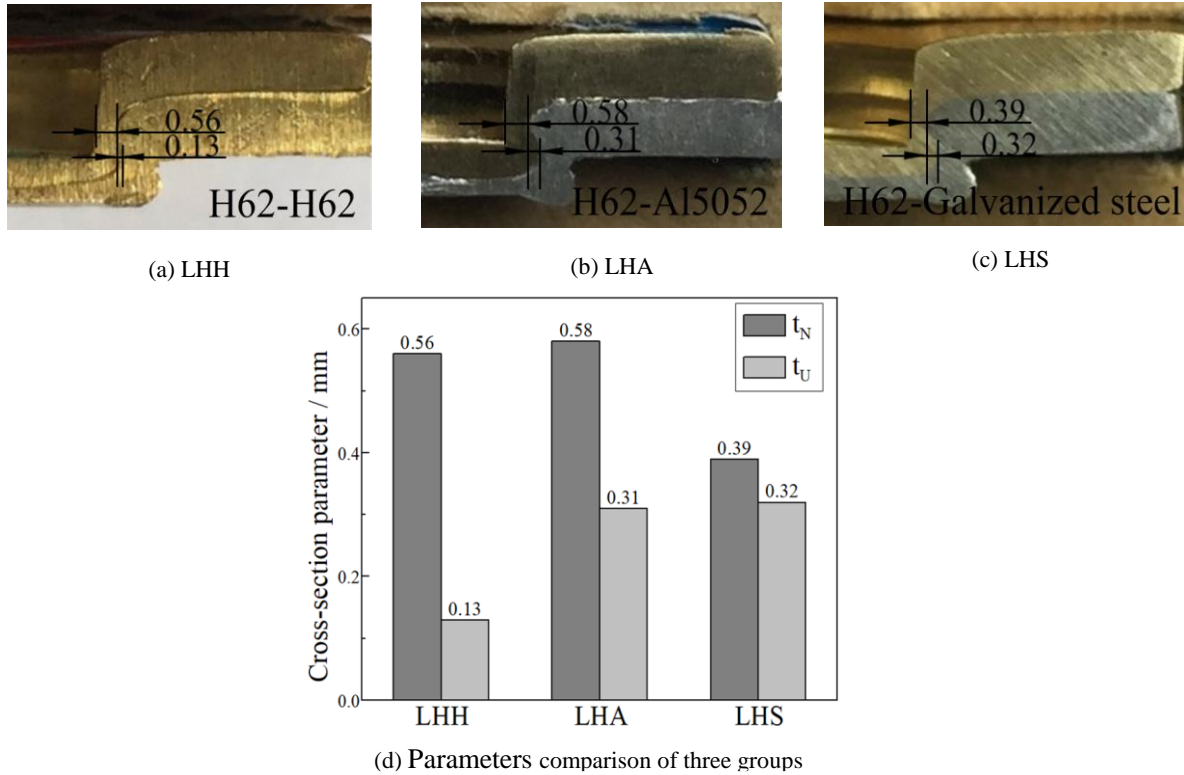 0.56
0.13
H62-H62
0.58
0.31
H62-Al5052
0.39
0.32
H62-Galvanized steel
(a) LHH
(b) LHA
(c) LHS
Cross-section parameter / mm
0.6
0.4
0.2
0.0
t_N
t_U
0.56
0.13
0.58
0.31
0.39
0.32
LHH
LHA
LHS
(d) Parameters comparison of three groups